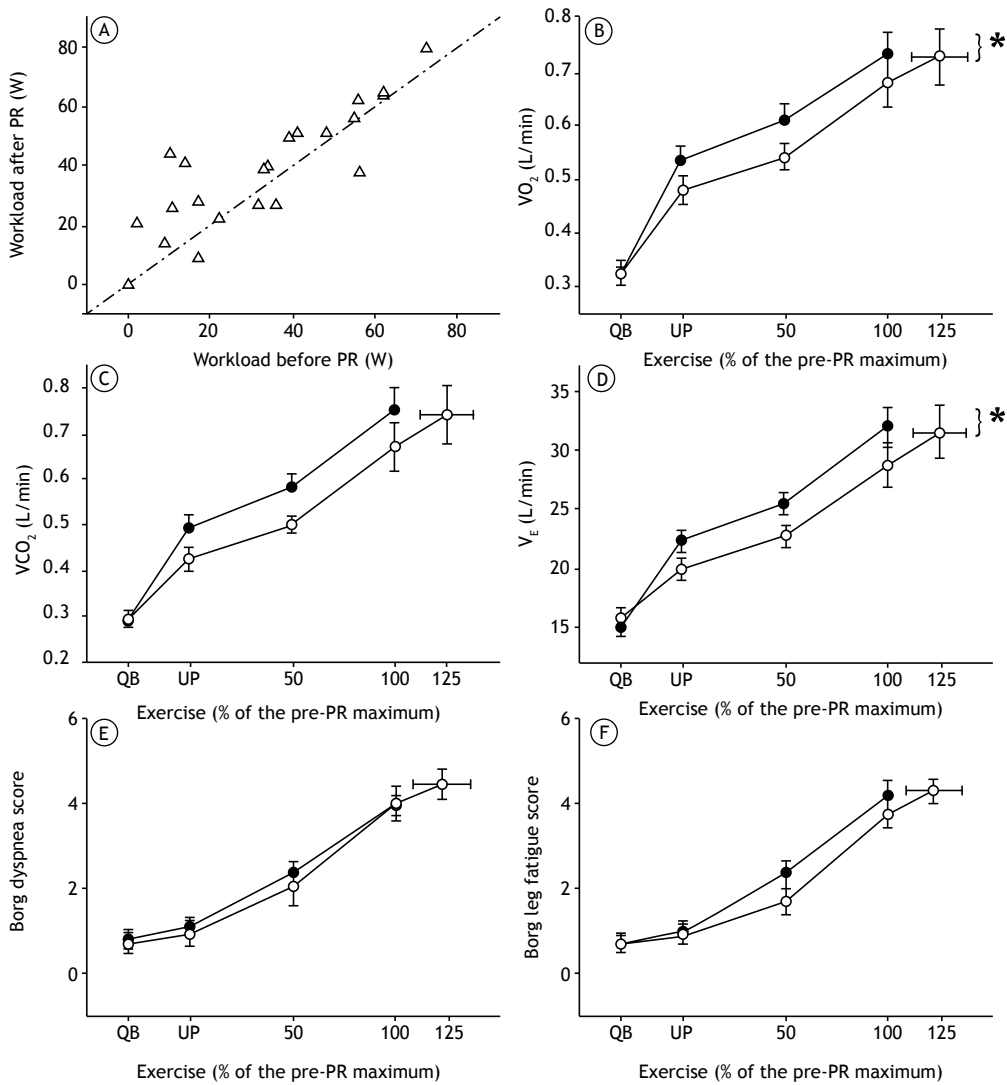 A
Workload after PR (W)
80
60
40
20
0
0 20 40 60 80
Workload before PR (W)
B
*
VO2 (L/min)
0.8
0.7
0.6
0.5
0.4
0.3
QB UP 50 100 125
Exercise (% of the pre-PR maximum)
C
VCO2 (L/min)
0.8
0.7
0.6
0.5
0.4
0.3
0.2
QB UP 50 100 125
Exercise (% of the pre-PR maximum)
D
*
VE (L/min)
35
30
25
20
15
QB UP 50 100 125
Exercise (% of the pre-PR maximum)
E
Borg dyspnea score
6
4
2
0
QB UP 50 100 125
Exercise (% of the pre-PR maximum)
F
Borg leg fatigue score
6
4
2
0
QB UP 50 100 125
Exercise (% of the pre-PR maximum)